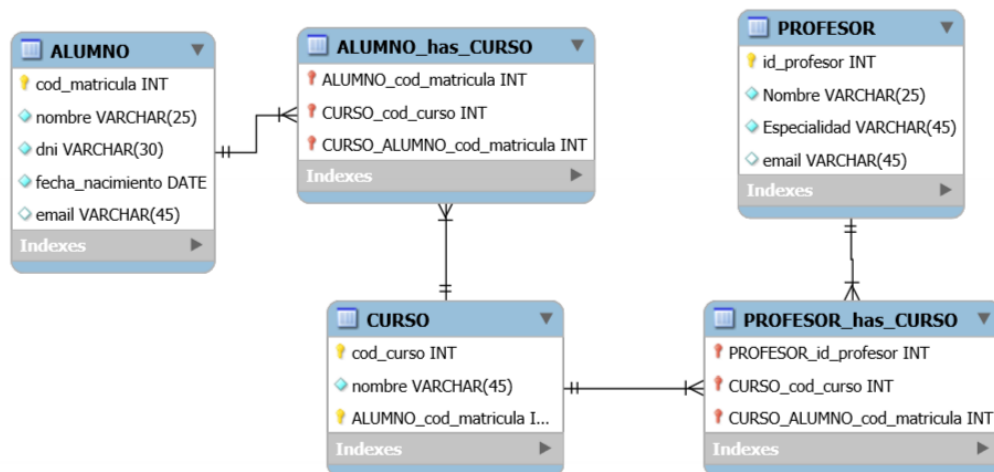 ALUMNO
cod_matricula INT
nombre VARCHAR(25)
dni VARCHAR(30)
fecha_nacimiento DATE
email VARCHAR(45)
Indexes
ALUMNO_has_CURSO
ALUMNO_cod_matricula INT
CURSO_cod_curso INT
CURSO_ALUMNO_cod_matricula INT
Indexes
PROFESOR
id_profesor INT
Nombre VARCHAR(25)
Especialidad VARCHAR(45)
email VARCHAR(45)
Indexes
CURSO
cod_curso INT
nombre VARCHAR(45)
ALUMNO_cod_matricula I...
Indexes
PROFESOR_has_CURSO
PROFESOR_id_profesor INT
CURSO_cod_curso INT
CURSO_ALUMNO_cod_matricula INT
Indexes